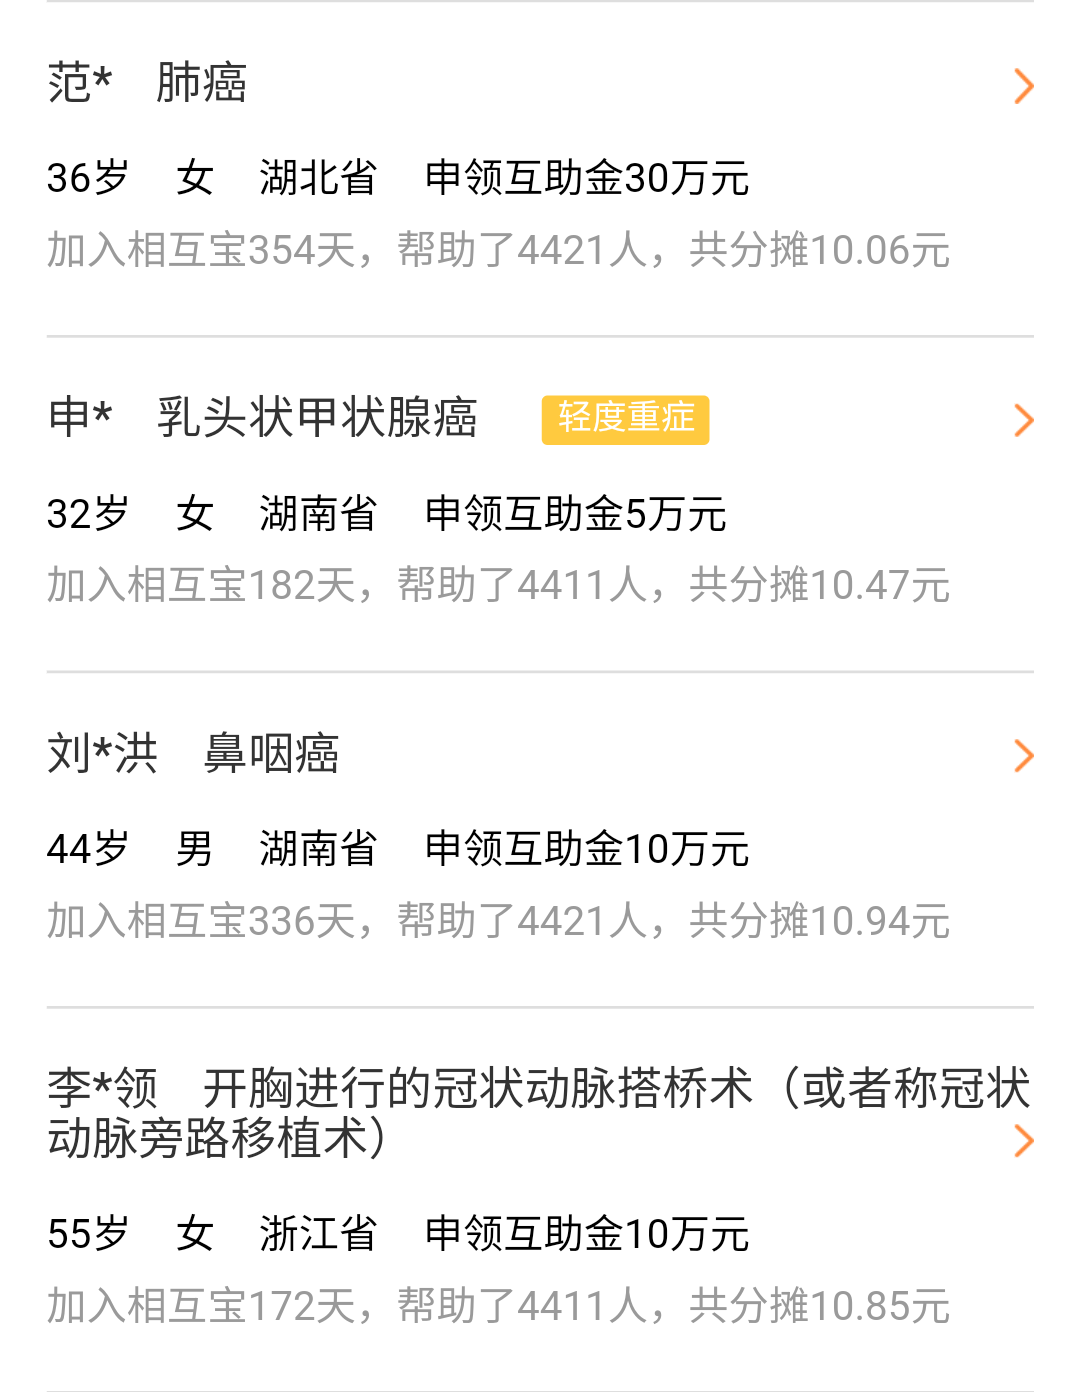 范* 肺癌
36岁 女 湖北省 申领互助金30万元
加入相互宝354天，帮助了4421人，共分摊10.06元
申* 乳头状甲状腺癌 轻度重症
32岁 女 湖南省 申领互助金5万元
加入相互宝182天，帮助了4411人，共分摊10.47元
刘*洪 鼻咽癌
44岁 男 湖南省 申领互助金10万元
加入相互宝336天，帮助了4421人，共分摊10.94元
李*领 开胸进行的冠状动脉搭桥术（或者称冠状
动脉旁路移植术）
55岁 女 浙江省 申领互助金10万元
加入相互宝172天，帮助了4411人，共分摊10.85元